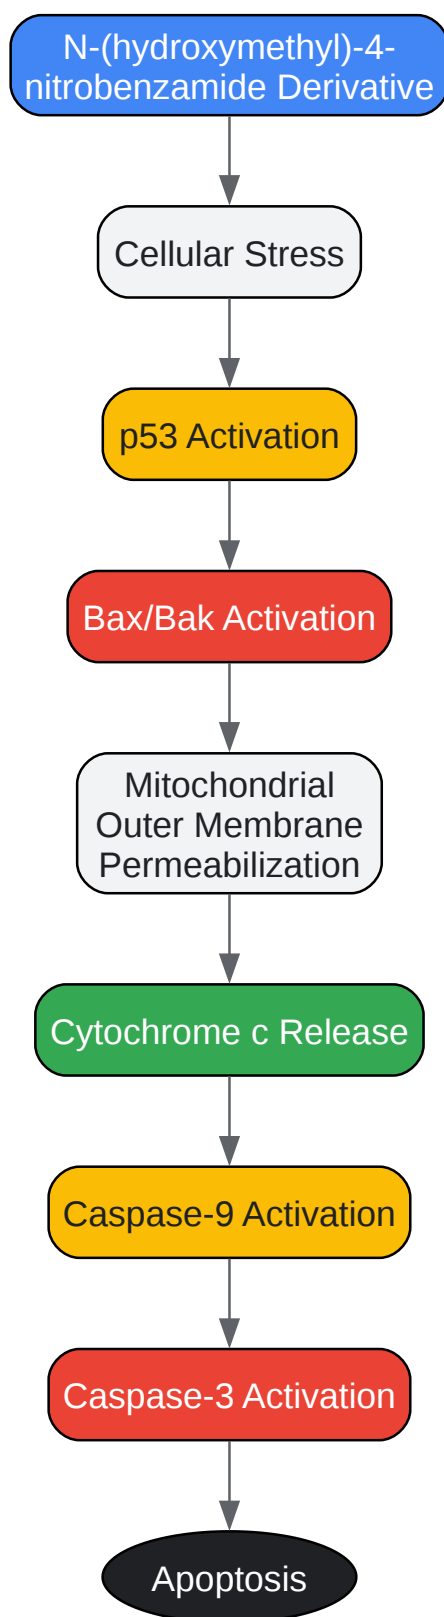 N-(hydroxymethyl)-4-
nitrobenzamide Derivative
Cellular Stress
p53 Activation
Bax/Bak Activation
Mitochondrial
Outer Membrane
Permeabilization
Cytochrome c Release
Caspase-9 Activation
Caspase-3 Activation
Apoptosis